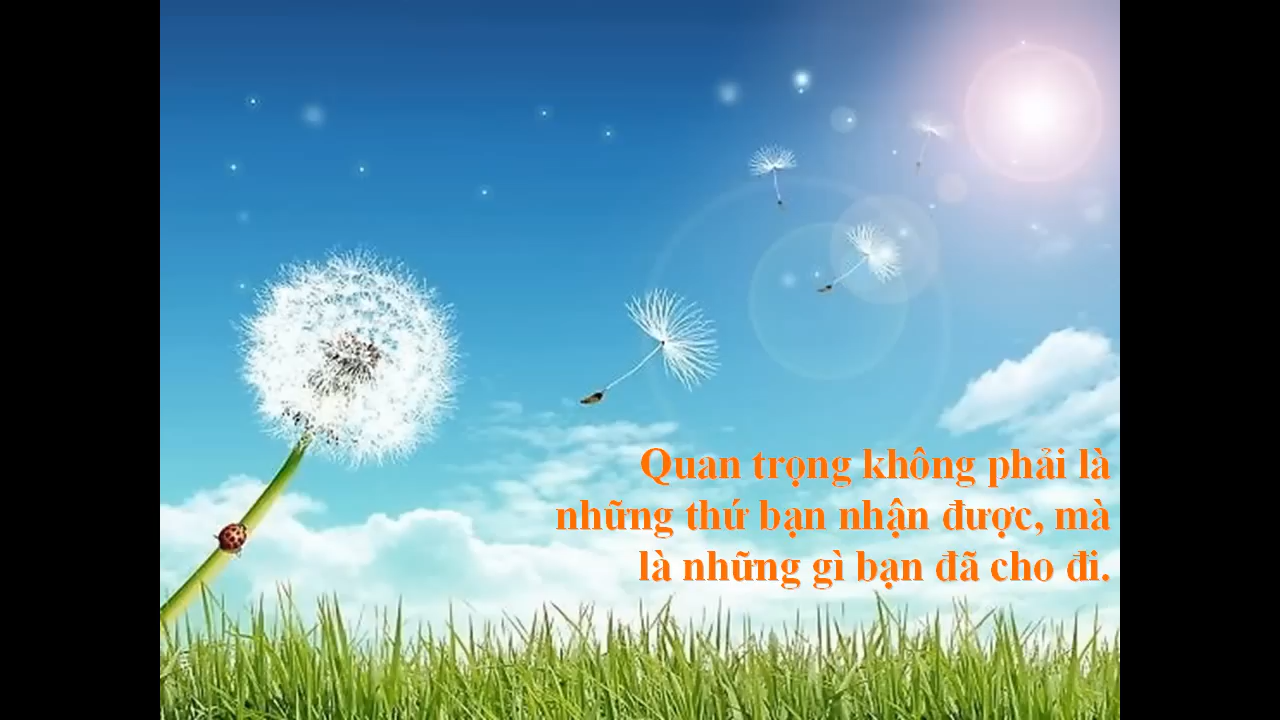 Quan trọng không phải là
những thứ bạn nhận được, mà
là những gì bạn đã cho đi.